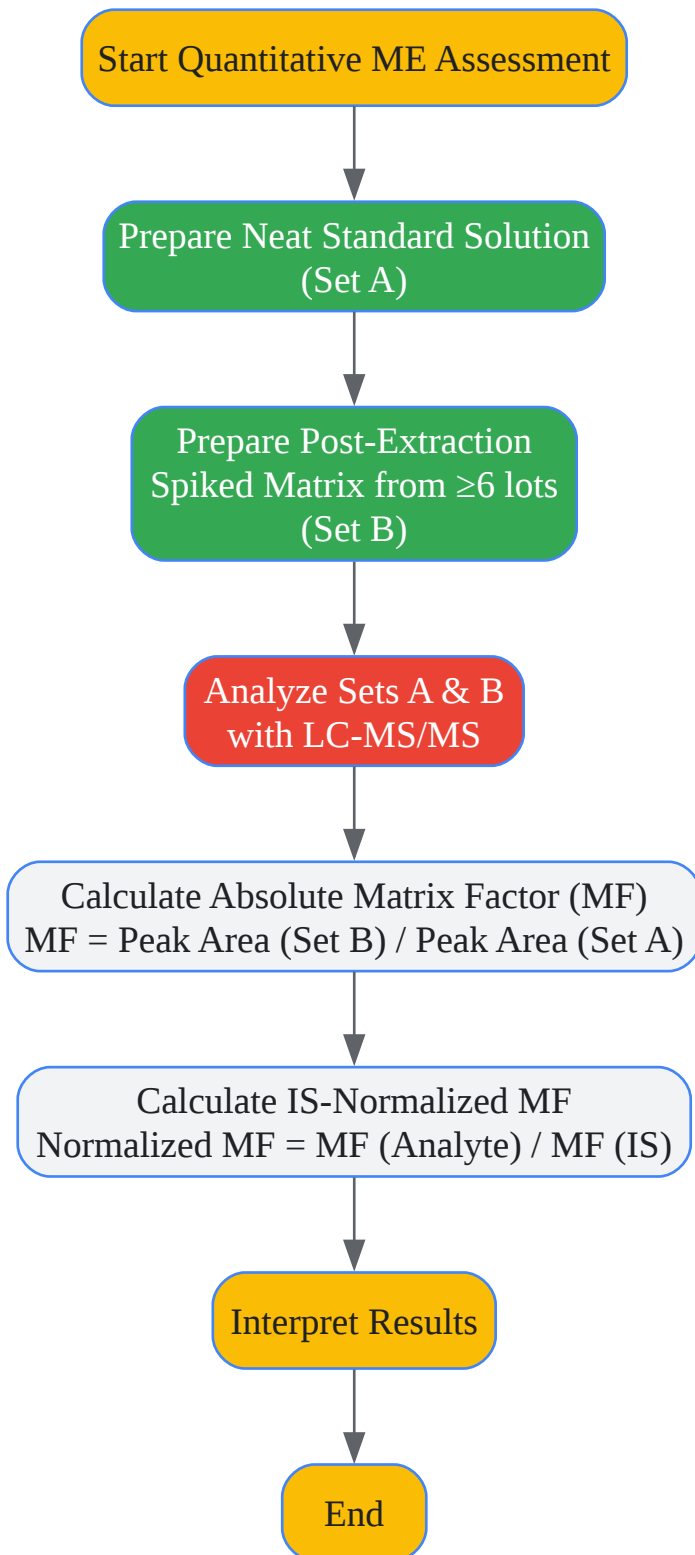 Start Quantitative ME Assessment
Prepare Neat Standard Solution
(Set A)
Prepare Post-Extraction
Spiked Matrix from ≥6 lots
(Set B)
Analyze Sets A & B
with LC-MS/MS
Calculate Absolute Matrix Factor (MF)
MF = Peak Area (Set B) / Peak Area (Set A)
Calculate IS-Normalized MF
Normalized MF = MF (Analyte) / MF (IS)
Interpret Results
End